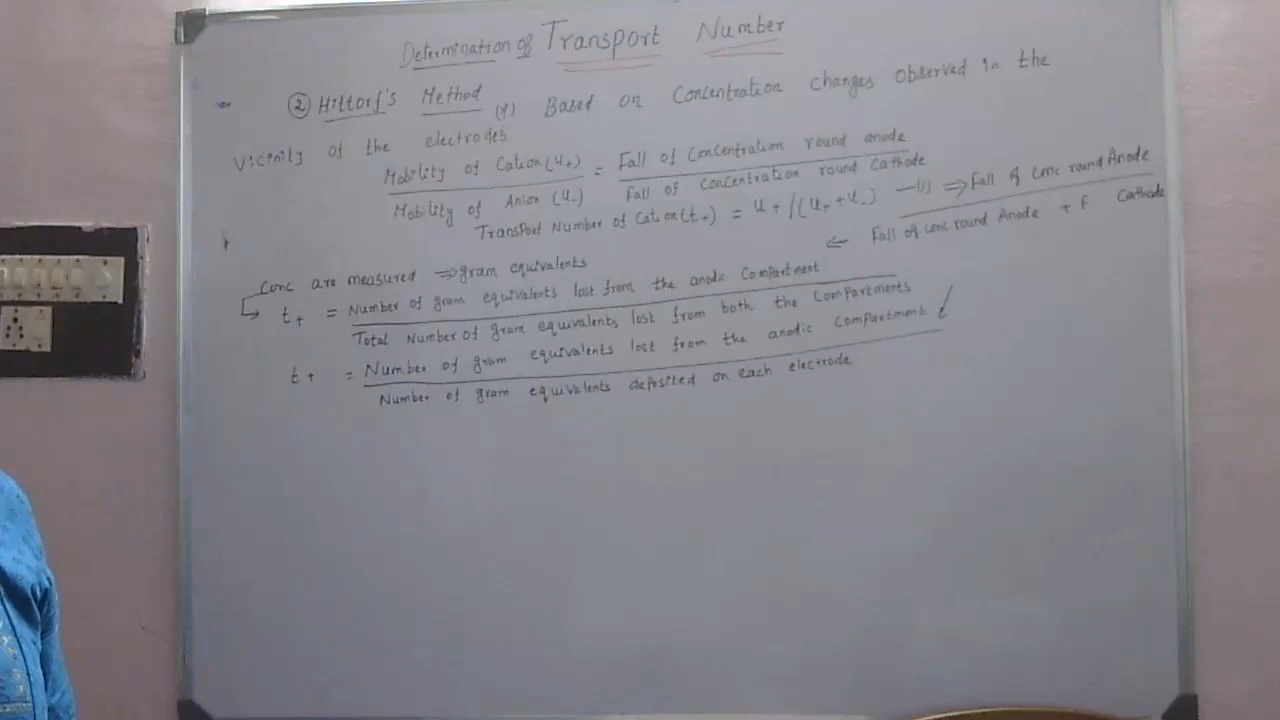 Determination of Transport Number
② Hittorf's Method (*) Based on Concentration changes observed in the
Vicinity of the electrodes
Mobility of Cation (U+) / Mobility of Anion (U-) = Fall of Concentration round anode / Fall of concentration round Cathode
Transport Number of Cation (t+) = U+ / (U+ + U-) —(1) ⇒ Fall of Conc round Anode / Fall of conc round Anode + f Cathode
←
Conc are measured ⇒ gram equivalents
→ t+ = Number of gram equivalents lost from the anodic Compartment / Total Number of gram equivalents lost from both the Compartments
t+ = Number of gram equivalents lost from the anodic compartment / Number of gram equivalents deposited on each electrode